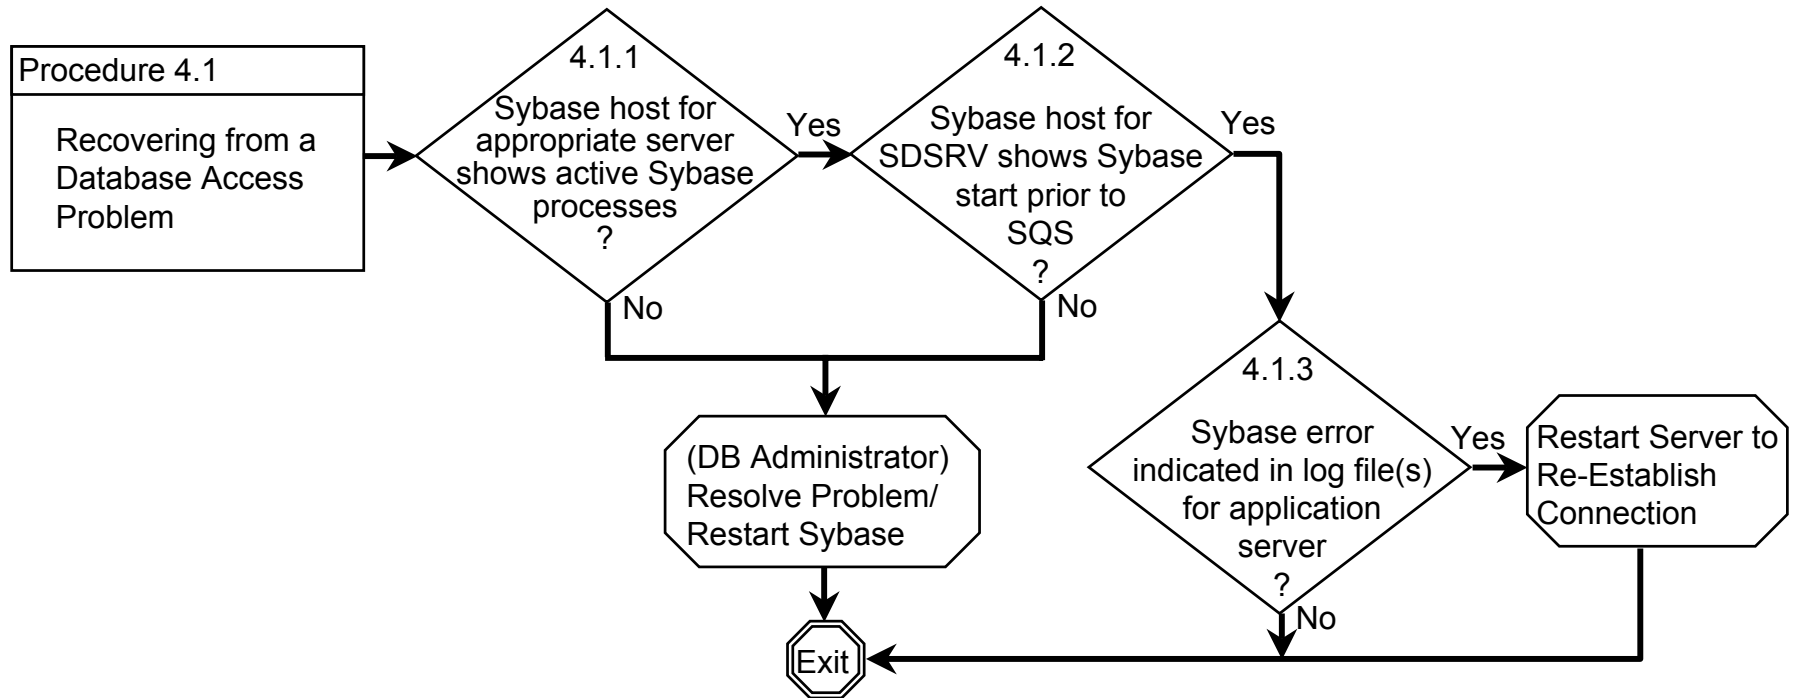 Procedure 4.1
Recovering from a
Database Access
Problem
4.1.1
Sybase host for
appropriate server
shows active Sybase
processes
?
Yes
No
4.1.2
Sybase host for
SDSRV shows Sybase
start prior to
SQS
?
Yes
No
4.1.3
Sybase error
indicated in log file(s)
for application
server
?
Yes
No
Restart Server to
Re-Establish
Connection
(DB Administrator)
Resolve Problem/
Restart Sybase
Exit